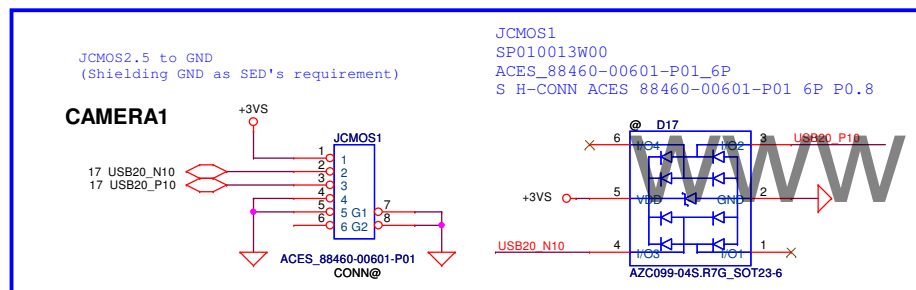 JCMOS2.5 to GND
(Shielding GND as SED's requirement)
CAMERA1
+3VS
JCMOS1
17 USB20_N10
17 USB20_P10
1
2
3
4
5
6
1
2
3
4
5 G1
6 G2
7
8
ACES_88460-00601-P01
CONN@
JCMOS1
SP010013W00
ACES_88460-00601-P01_6P
S H-CONN ACES 88460-00601-P01 6P P0.8
@ D17
6 I/O4 I/O2 3 USB20_P10
+3VS 5 VDD GND 2
USB20_N10 4 I/O3 I/O1 1
AZC099-04S.R7G_SOT23-6
www